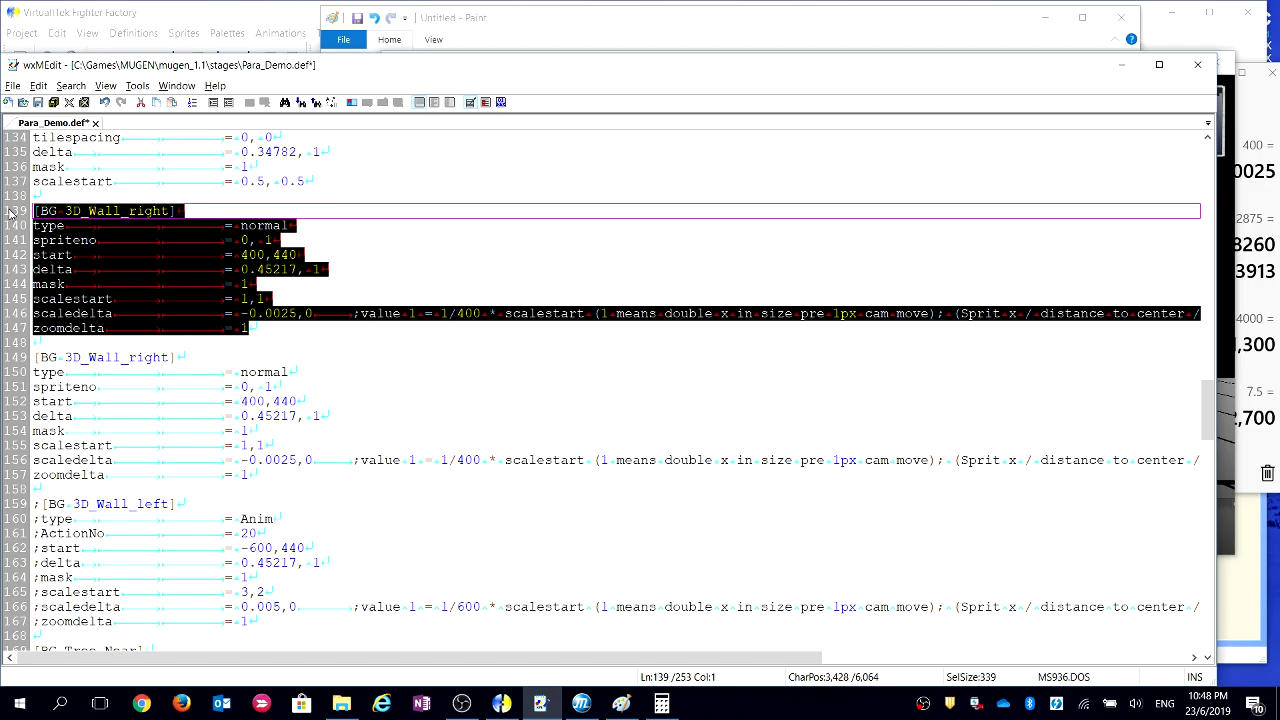 VirtuallTek Fighter Factory
Project Edit View Definitions Sprites Palettes Animations
Untitled - Paint
File Home View
wxMEdit - [C:\Games\MUGEN\mugen_1.1\stages\Para_Demo.def*]
File Edit Search View Tools Window Help
Para_Demo.def*
134 tilespacing = 0, 0
135 delta = 0.34782, 1
136 mask = 1
137 scalestart = 0.5, 0.5
138
139 [BG 3D_Wall_right]
140 type = normal
141 spriteno = 0, 1
142 start = 400,440
143 delta = 0.45217, 1
144 mask = 1
145 scalestart = 1,1
146 scaledelta = -0.0025,0 ;value 1 = 1/400 * scalestart (1 means double x in size pre 1px cam move); (Sprit x / distance to center /
147 zoomdelta = 1
148
149 [BG 3D_Wall_right]
150 type = normal
151 spriteno = 0, 1
152 start = 400,440
153 delta = 0.45217, 1
154 mask = 1
155 scalestart = 1,1
156 scaledelta = -0.0025,0 ;value 1 = 1/400 * scalestart (1 means double x in size pre 1px cam move); (Sprit x / distance to center /
157 zoomdelta = 1
158
159 ;[BG 3D_Wall_left]
160 ;type = Anim
161 ;ActionNo = 20
162 ;start = -600,440
163 ;delta = 0.45217, 1
164 ;mask = 1
165 ;scalestart = 3,2
166 ;scaledelta = 0.005,0 ;value 1 = 1/600 * scalestart (1 means double x in size pre 1px cam move); (Sprit x / distance to center /
167 ;zoomdelta = 1
168
169 [BG Tree_Near]
400 =
0025
2875 =
8260
3913
4000 =
,300
7.5 =
,700
Ln:139 /253 Col:1 CharPos:3,428 /6,064 SelSize:339 MS936.DOS INS
ENG 10:48 PM
23/6/2019
10